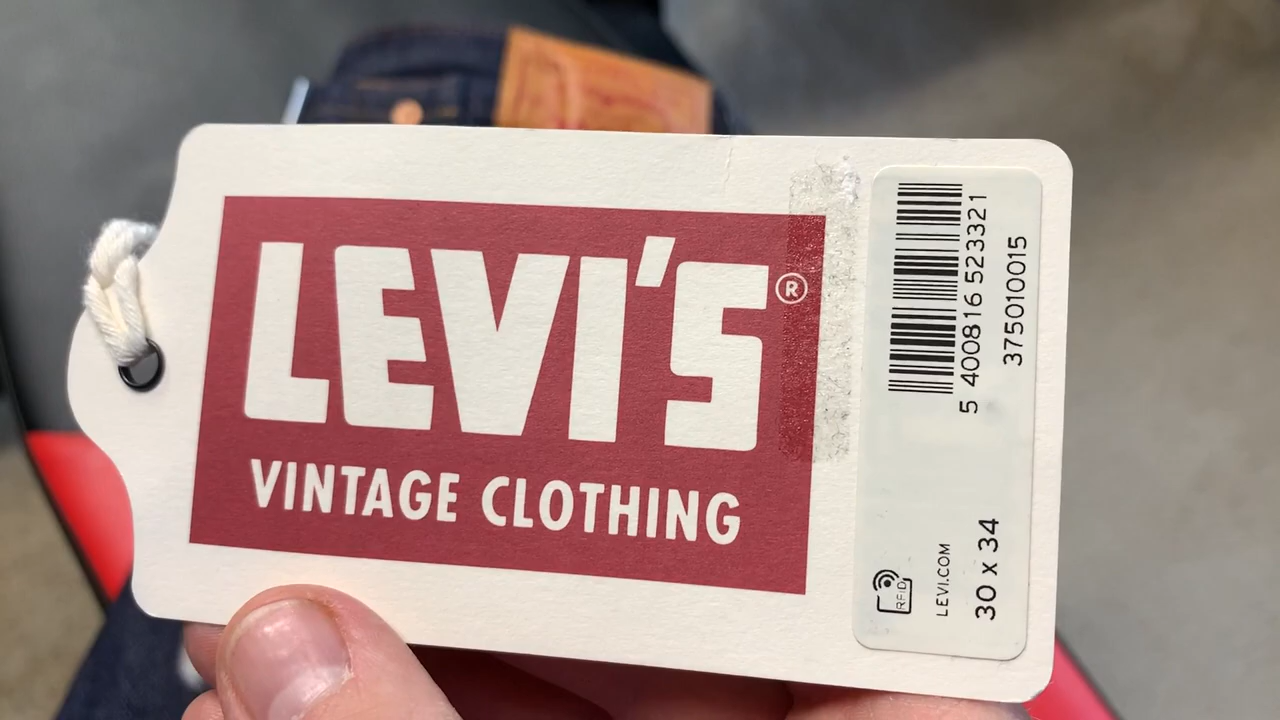 LEVI'S®
VINTAGE CLOTHING
5 400816 523321
375010015
RFID
LEVI.COM
30 x 34